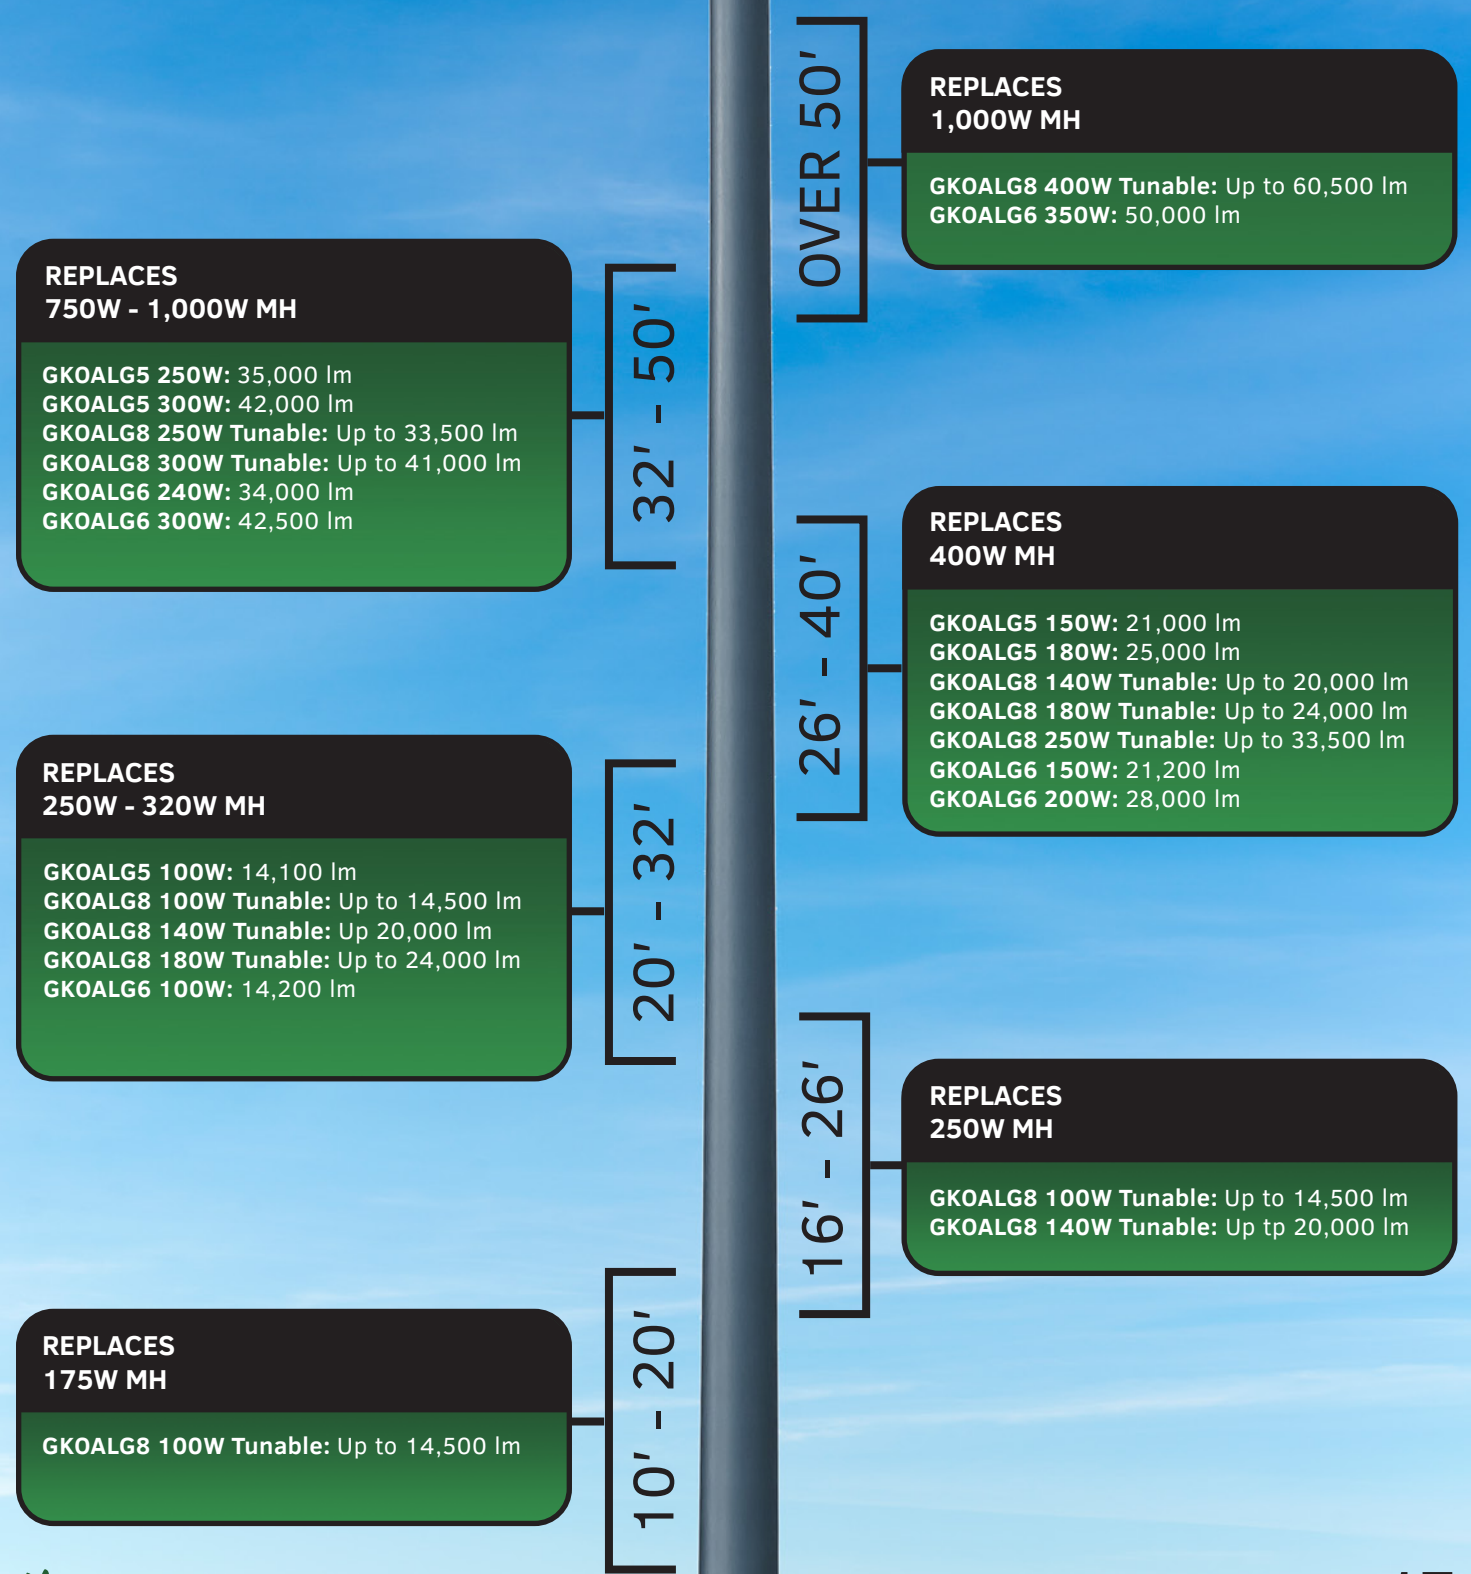 OVER 50'
REPLACES
1,000W MH
GKOALG8 400W Tunable: Up to 60,500 lm
GKOALG6 350W: 50,000 lm
REPLACES
750W - 1,000W MH
GKOALG5 250W: 35,000 lm
GKOALG5 300W: 42,000 lm
GKOALG8 250W Tunable: Up to 33,500 lm
GKOALG8 300W Tunable: Up to 41,000 lm
GKOALG6 240W: 34,000 lm
GKOALG6 300W: 42,500 lm
32' - 50'
26' - 40'
REPLACES
400W MH
GKOALG5 150W: 21,000 lm
GKOALG5 180W: 25,000 lm
GKOALG8 140W Tunable: Up to 20,000 lm
GKOALG8 180W Tunable: Up to 24,000 lm
GKOALG8 250W Tunable: Up to 33,500 lm
GKOALG6 150W: 21,200 lm
GKOALG6 200W: 28,000 lm
REPLACES
250W - 320W MH
GKOALG5 100W: 14,100 lm
GKOALG8 100W Tunable: Up to 14,500 lm
GKOALG8 140W Tunable: Up 20,000 lm
GKOALG8 180W Tunable: Up to 24,000 lm
GKOALG6 100W: 14,200 lm
20' - 32'
16' - 26'
REPLACES
250W MH
GKOALG8 100W Tunable: Up to 14,500 lm
GKOALG8 140W Tunable: Up tp 20,000 lm
REPLACES
175W MH
GKOALG8 100W Tunable: Up to 14,500 lm
10' - 20'